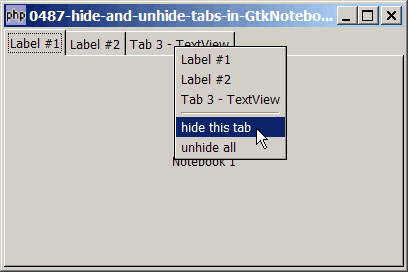 php 0487-hide-and-unhide-tabs-in-GtkNotebo...
Label #1 Label #2 Tab 3 - TextView
Label #1
Label #2
Tab 3 - TextView
hide this tab
unhide all
Notebook 1